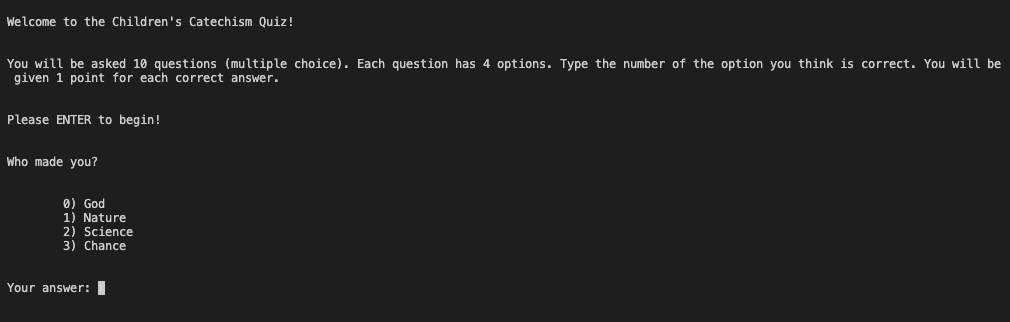 Welcome to the Children's Catechism Quiz!
You will be asked 10 questions (multiple choice). Each question has 4 options. Type the number of the option you think is correct. You will be
given 1 point for each correct answer.
Please ENTER to begin!
Who made you?
0) God
1) Nature
2) Science
3) Chance
Your answer: